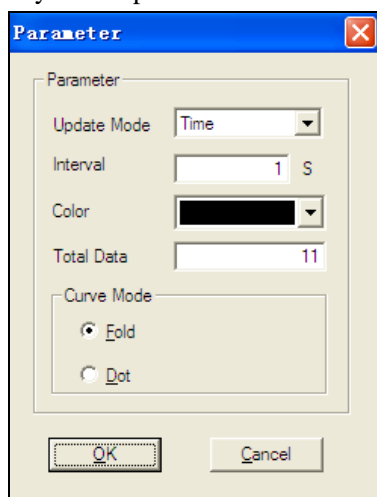 Parameter
Parameter
Update Mode Time
Interval 1 S
Color
Total Data 11
Curve Mode
Fold
Dot
OK Cancel